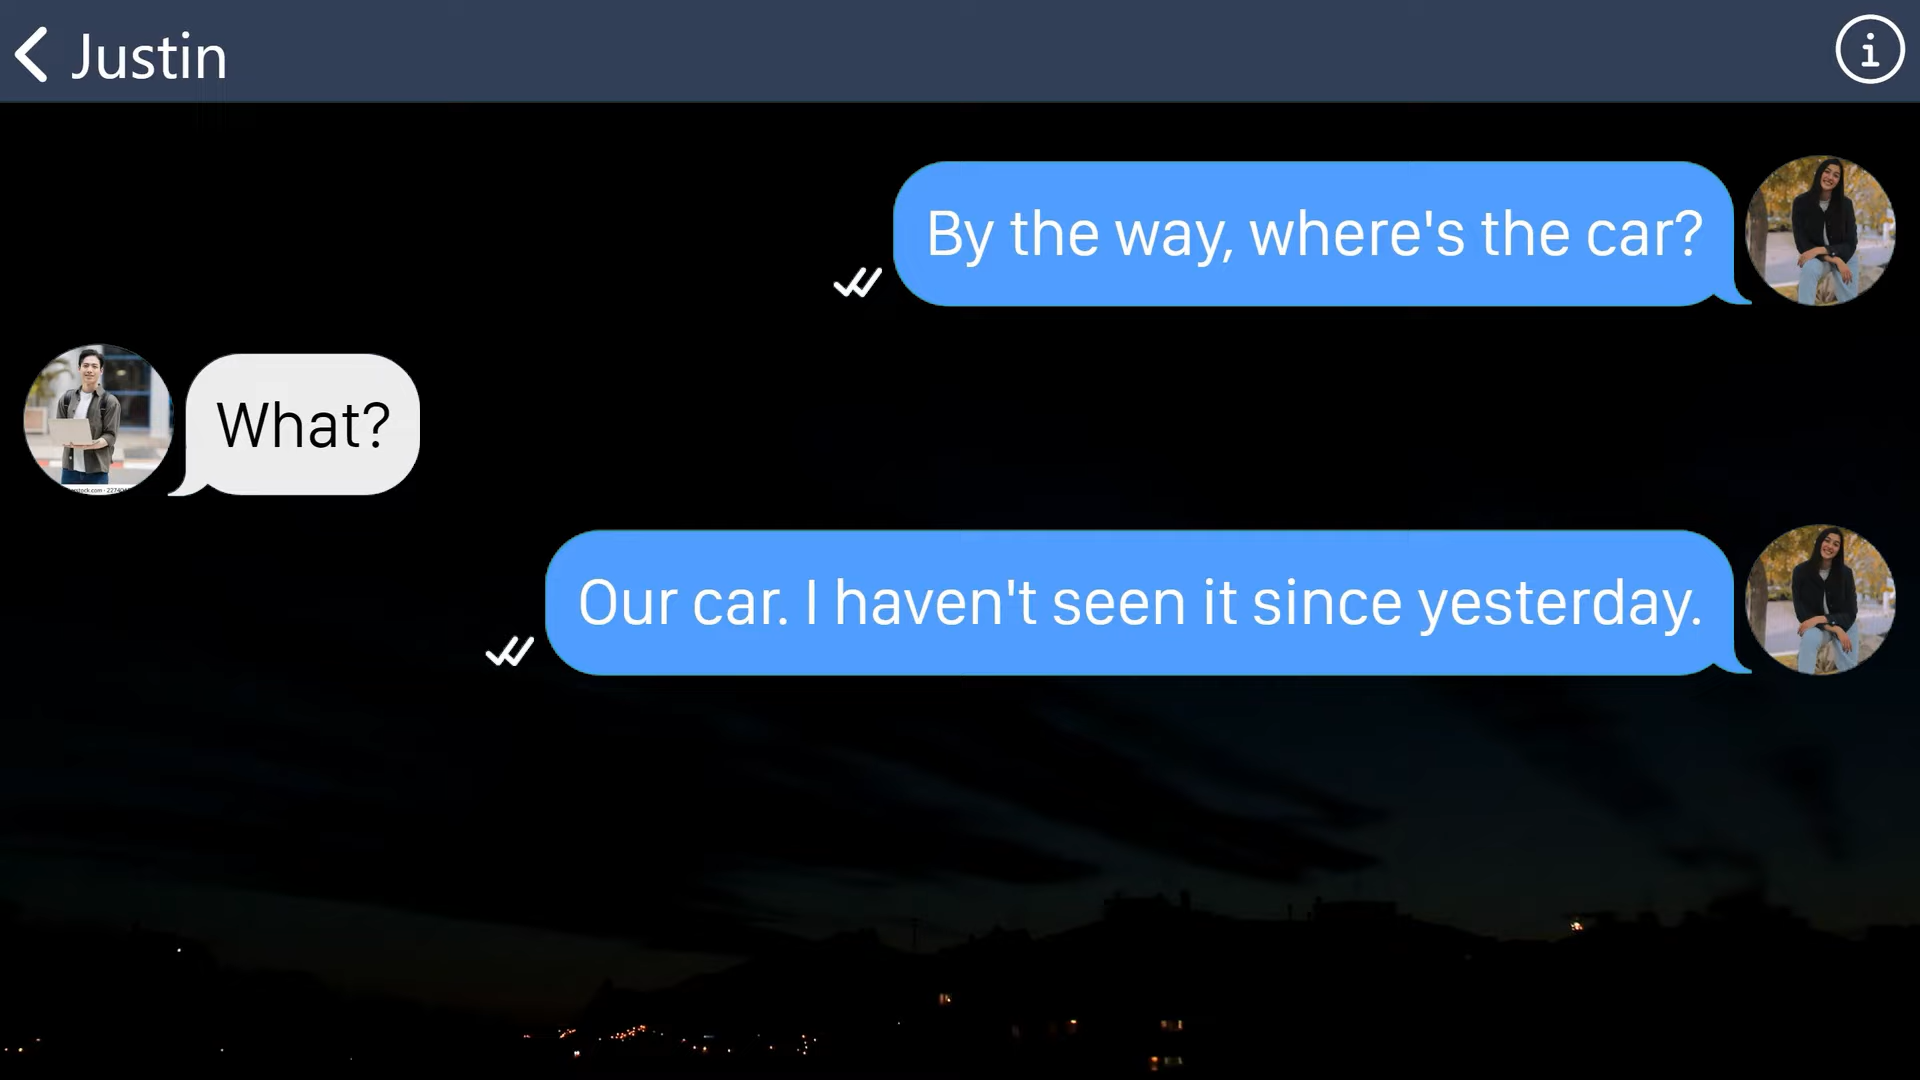 Justin
By the way, where's the car?
What?
Our car. I haven't seen it since yesterday.